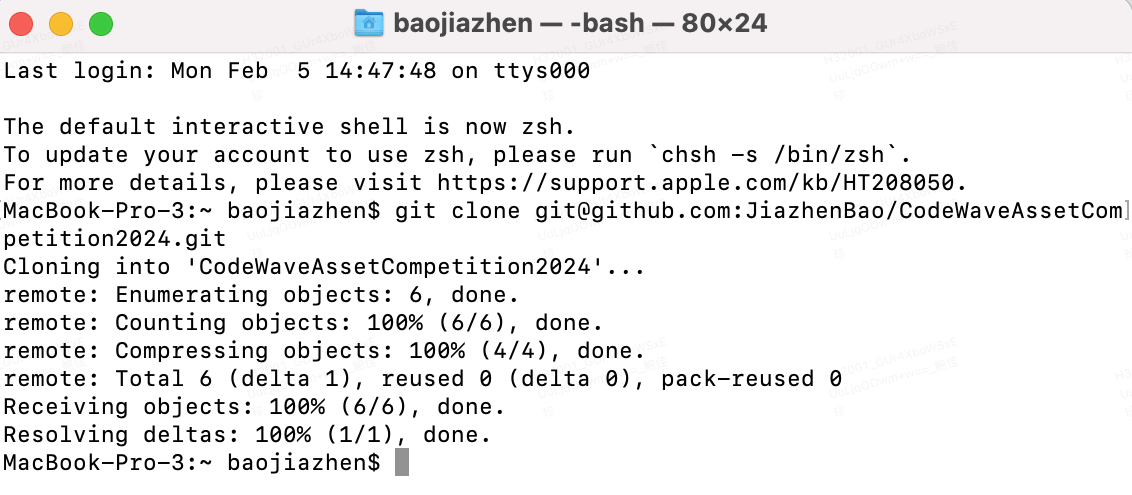 baojiazhen — -bash — 80×24
Last login: Mon Feb  5 14:47:48 on ttys000
The default interactive shell is now zsh.
To update your account to use zsh, please run `chsh -s /bin/zsh`.
For more details, please visit https://support.apple.com/kb/HT208050.
[MacBook-Pro-3:~ baojiazhen$ git clone git@github.com:JiazhenBao/CodeWaveAssetCom]
petition2024.git
Cloning into 'CodeWaveAssetCompetition2024'...
remote: Enumerating objects: 6, done.
remote: Counting objects: 100% (6/6), done.
remote: Compressing objects: 100% (4/4), done.
remote: Total 6 (delta 1), reused 0 (delta 0), pack-reused 0
Receiving objects: 100% (6/6), done.
Resolving deltas: 100% (1/1), done.
MacBook-Pro-3:~ baojiazhen$